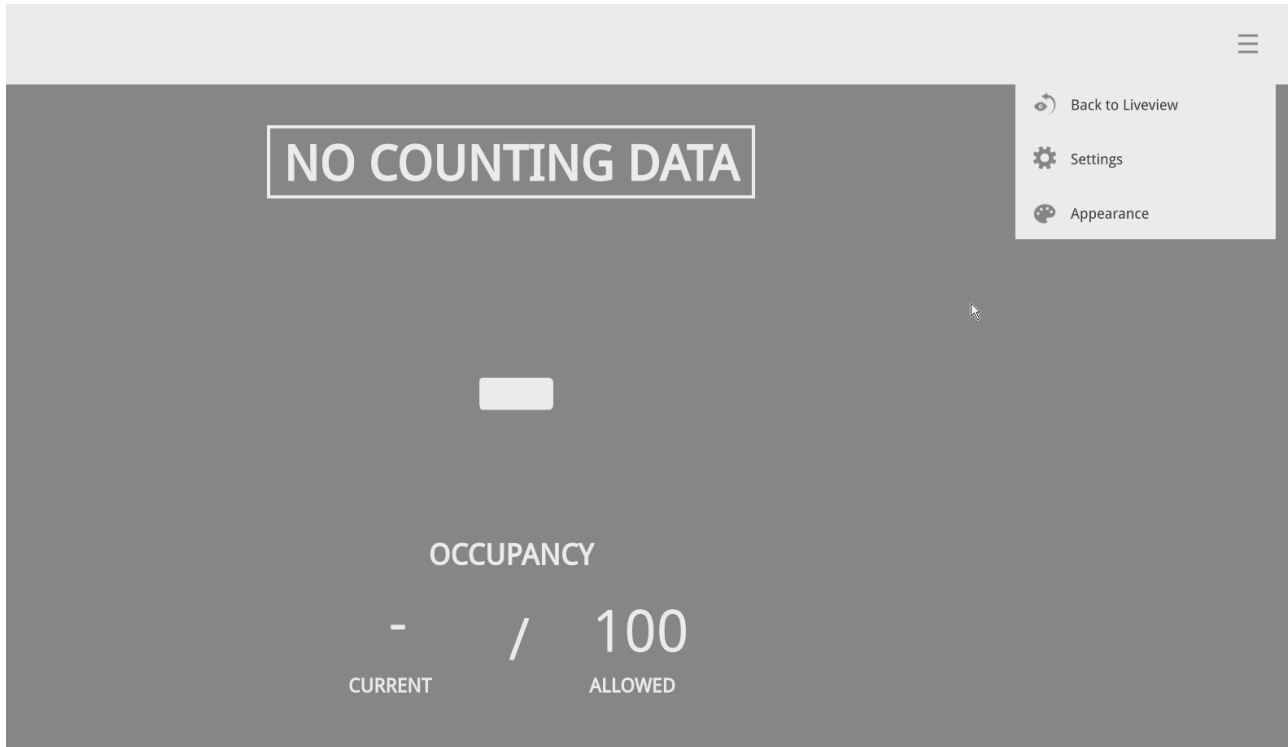 Back to Liveview
Settings
Appearance
NO COUNTING DATA
OCCUPANCY
- / 100
CURRENT ALLOWED